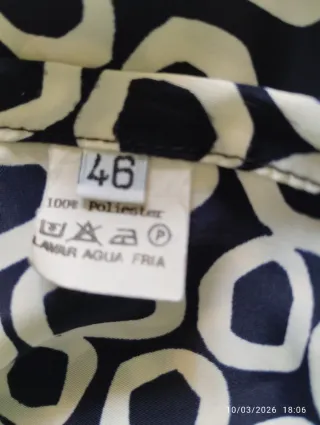 46
100% Poliester
P
LAVAR AGUA FRIA
10/03/2026 18:06